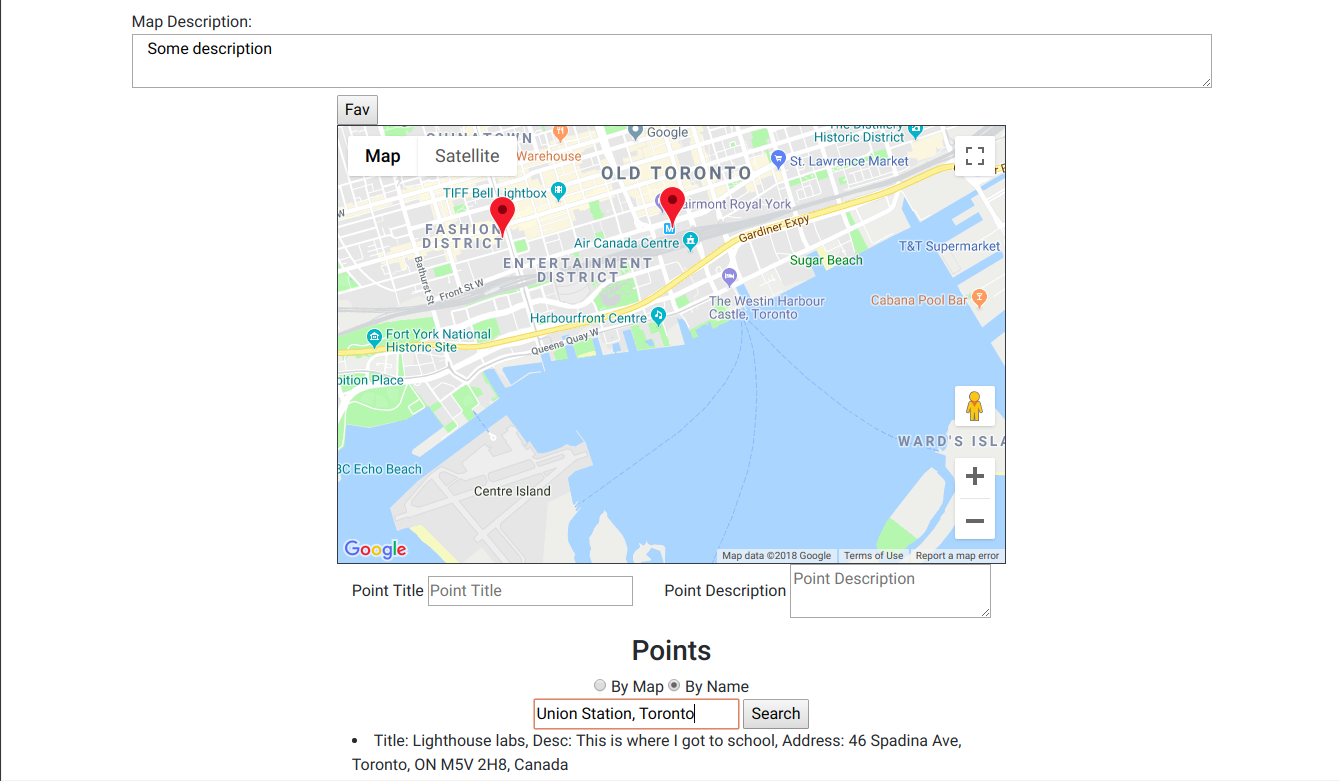 Map Description:
Some description
Fav
Map
Satellite
Warehouse
Google
The Distillery
Historic District
OLD TORONTO
St. Lawrence Market
TIFF Bell Lightbox
Fairmont Royal York
FASHION
DISTRICT
Gardiner Expy
Air Canada Centre
T&T Supermarket
ENTERTAINMENT
DISTRICT
Sugar Beach
Bathurst St
Front St W
The Westin Harbour
Castle, Toronto
Cabana Pool Bar
Harbourfront Centre
Fort York National
Historic Site
Queens Quay W
bition Place
WARD'S ISLA
BC Echo Beach
Centre Island
Google
Map data ©2018 Google
Terms of Use
Report a map error
Point Title
Point Title
Point Description
Point Description
Points
By Map
By Name
Union Station, Toronto
Search
• Title: Lighthouse labs, Desc: This is where I got to school, Address: 46 Spadina Ave,
Toronto, ON M5V 2H8, Canada